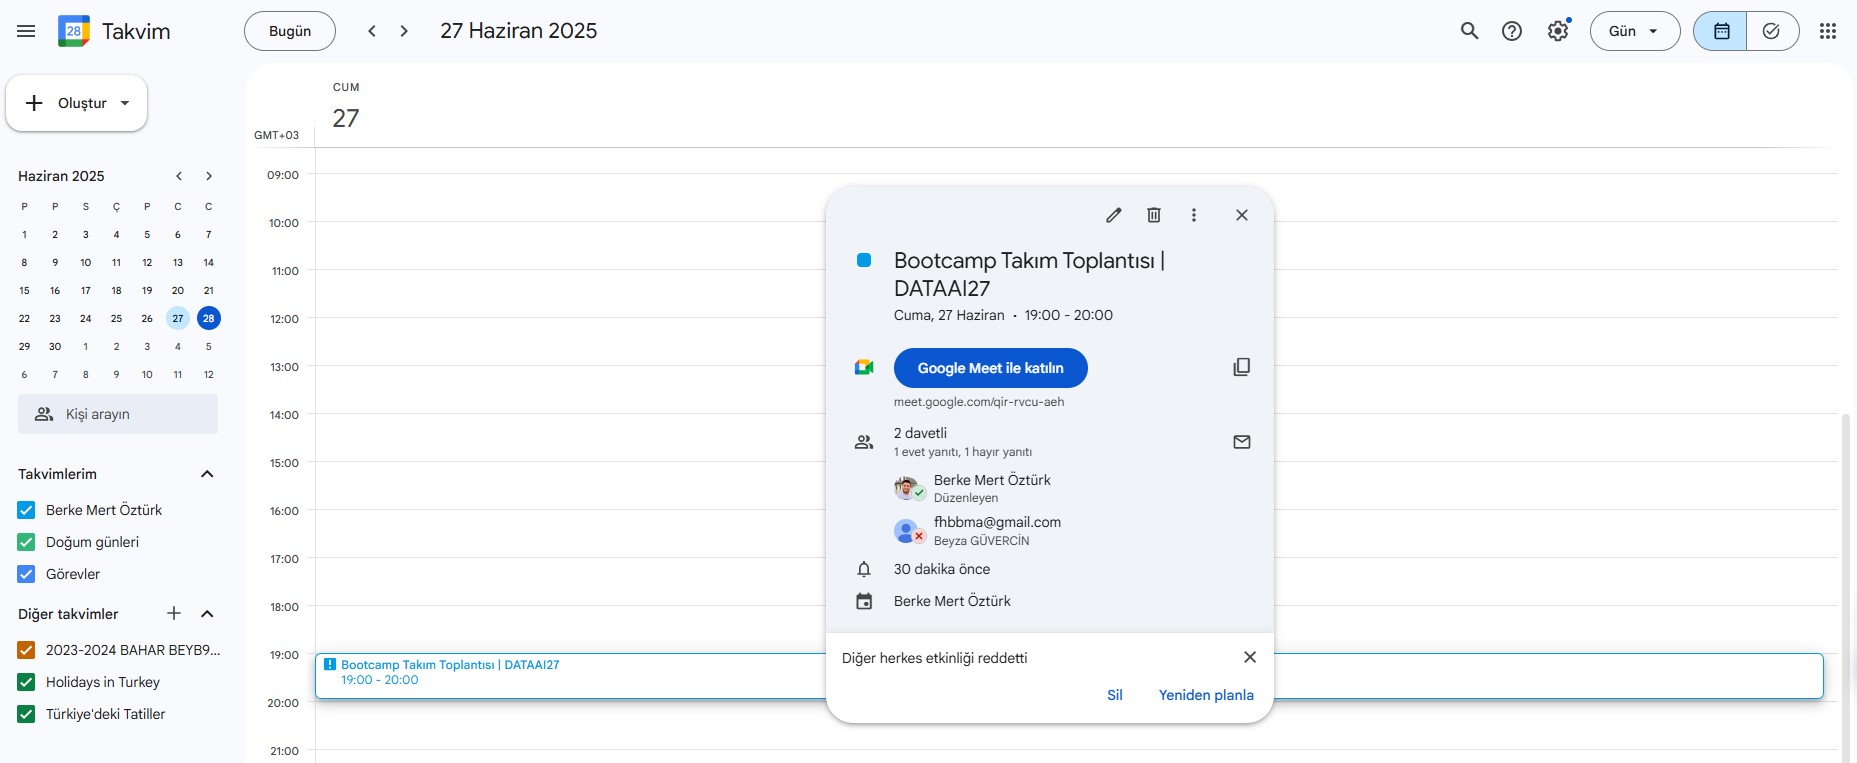 28
Takvim
Bugün
27 Haziran 2025
Gün
Oluştur
CUM
27
GMT+03
Haziran 2025
P P S Ç P C C
1 2 3 4 5 6 7
8 9 10 11 12 13 14
15 16 17 18 19 20 21
22 23 24 25 26 27 28
29 30 1 2 3 4 5
6 7 8 9 10 11 12
Kişi arayın
Takvimlerim
Berke Mert Öztürk
Doğum günleri
Görevler
Diğer takvimler
2023-2024 BAHAR BEYB9...
Holidays in Turkey
Türkiye'deki Tatiller
09:00
10:00
11:00
12:00
13:00
14:00
15:00
16:00
17:00
18:00
19:00
20:00
21:00
Bootcamp Takım Toplantısı | DATAAI27
19:00 - 20:00
Bootcamp Takım Toplantısı |
DATAAI27
Cuma, 27 Haziran • 19:00 - 20:00
Google Meet ile katılın
meet.google.com/qir-rvcu-aeh
2 davetli
1 evet yanıtı, 1 hayır yanıtı
Berke Mert Öztürk
Düzenleyen
fhbbma@gmail.com
Beyza GÜVERCİN
30 dakika önce
Berke Mert Öztürk
Diğer herkes etkinliği reddetti
Sil Yeniden planla